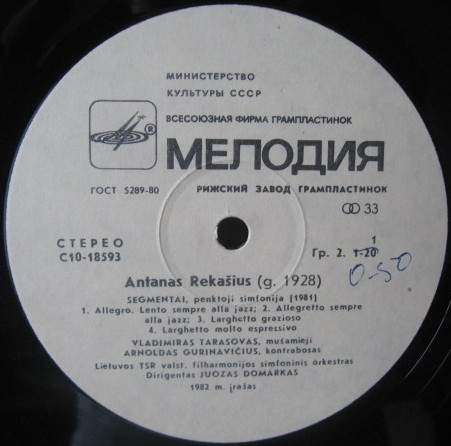 МИНИСТЕРСТВО
КУЛЬТУРЫ СССР
ВСЕСОЮЗНАЯ ФИРМА ГРАМПЛАСТИНОК
®
МЕЛОДИЯ
ГОСТ 5289-80
РИЖСКИЙ ЗАВОД ГРАМПЛАСТИНОК
33
СТЕРЕО
С10-18593
1
Гр. 2. 1-20
0-50
Antanas Rekašius (g. 1928)
SEGMENTAI, penktoji simfonija [1981]
1. Allegro. Lento sempre alla jazz; 2. Allegretto sempre
alla jazz; 3. Larghetto grazioso
4. Larghetto molto espressivo
VLADIMIRAS TARASOVAS, mušamieji
ARNOLDAS GURINAVIČIUS, kontrabosas
Lietuvos TSR valst. filharmonijos simfoninis orkestras
Dirigentas JUOZAS DOMARKAS
1982 m. įrašas